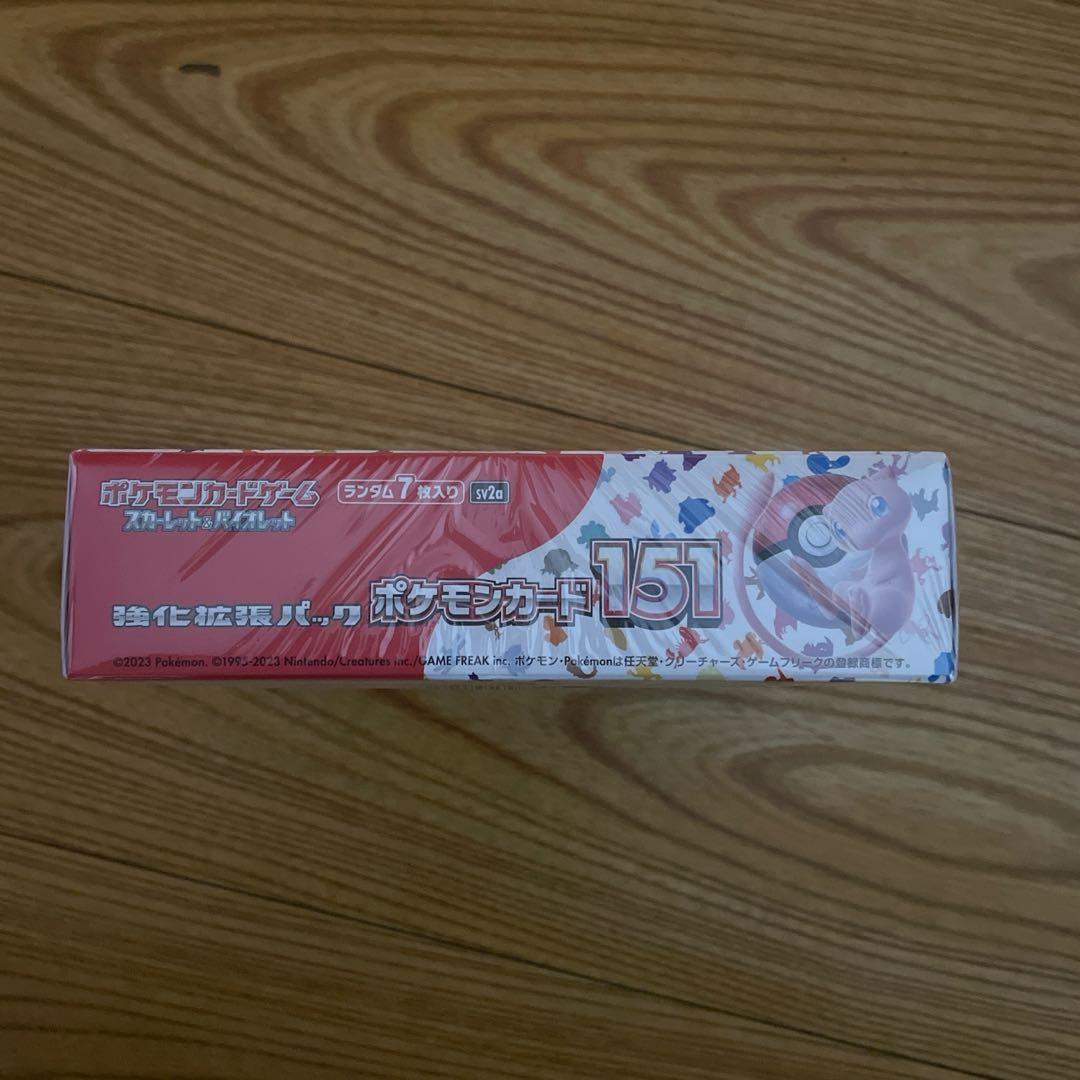 ポケモンカードゲーム
スカーレット&バイオレット
ランダム7枚入り
sv2a
強化拡張パック ポケモンカード151
©2023 Pokémon. ©1995-2023 Nintendo/Creatures inc./GAME FREAK inc. ポケモン・Pokémonは任天堂・クリーチャーズ・ゲームフリークの登録商標です。